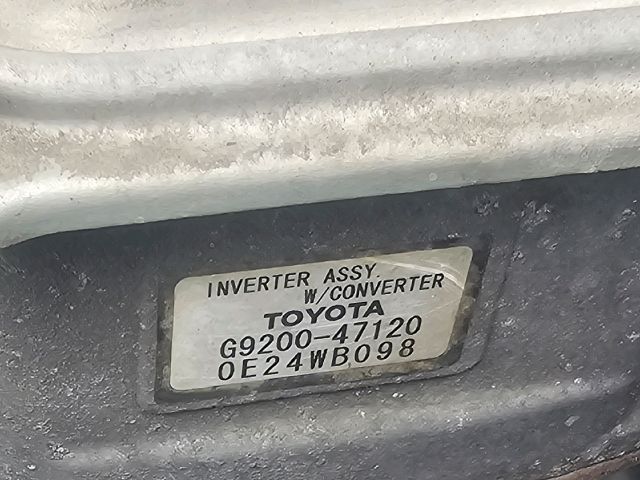 INVERTER ASSY.
W/CONVERTER
TOYOTA
G9200-47120
0E24WB098